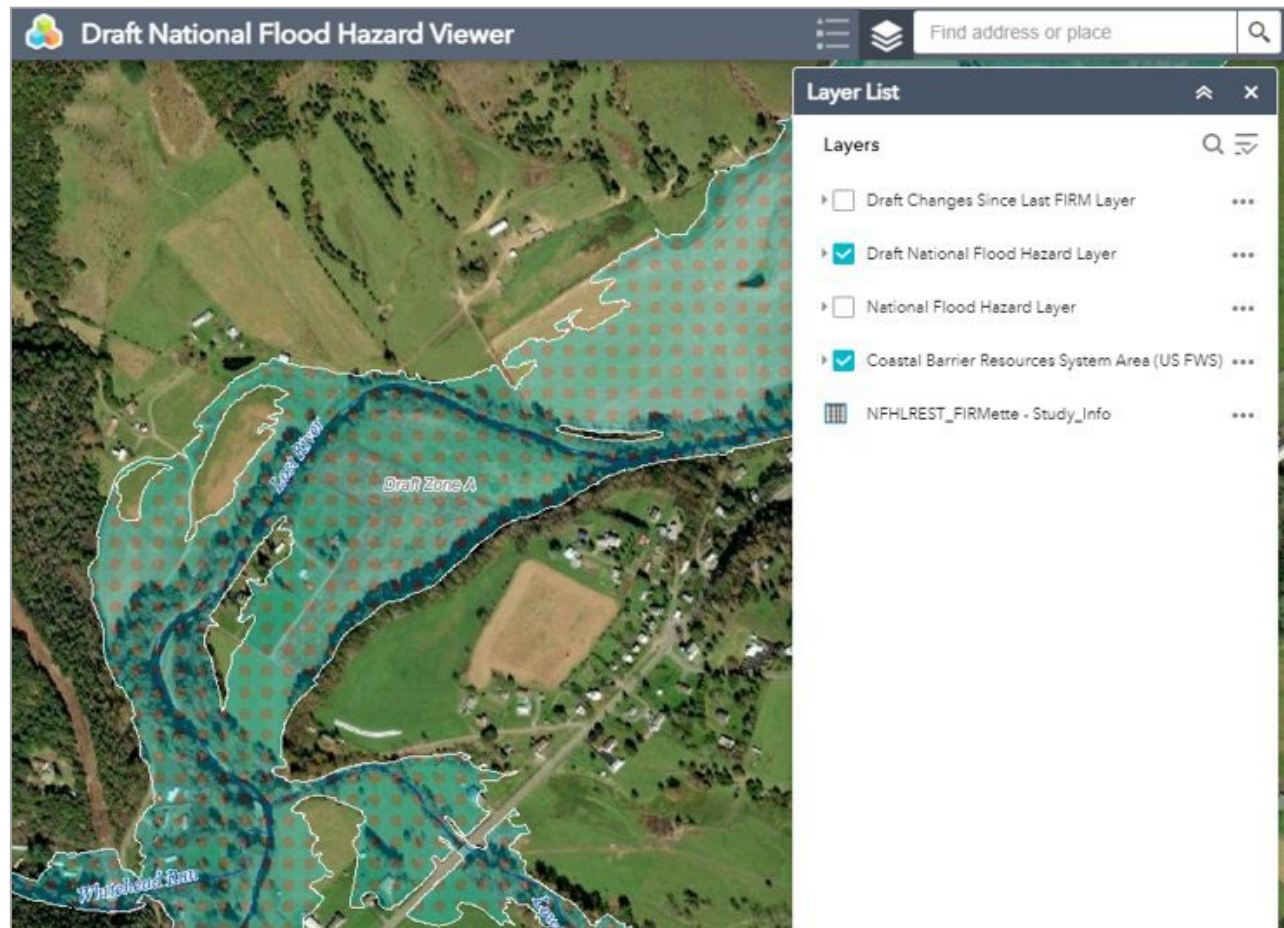 Draft National Flood Hazard Viewer
Find address or place
Layer List
Layers
Draft Changes Since Last FIRM Layer
Draft National Flood Hazard Layer
National Flood Hazard Layer
Coastal Barrier Resources System Area (US FWS)
NFHLREST_FIRMette - Study_Info
Lost River
Draft Zone A
Whitehead Run